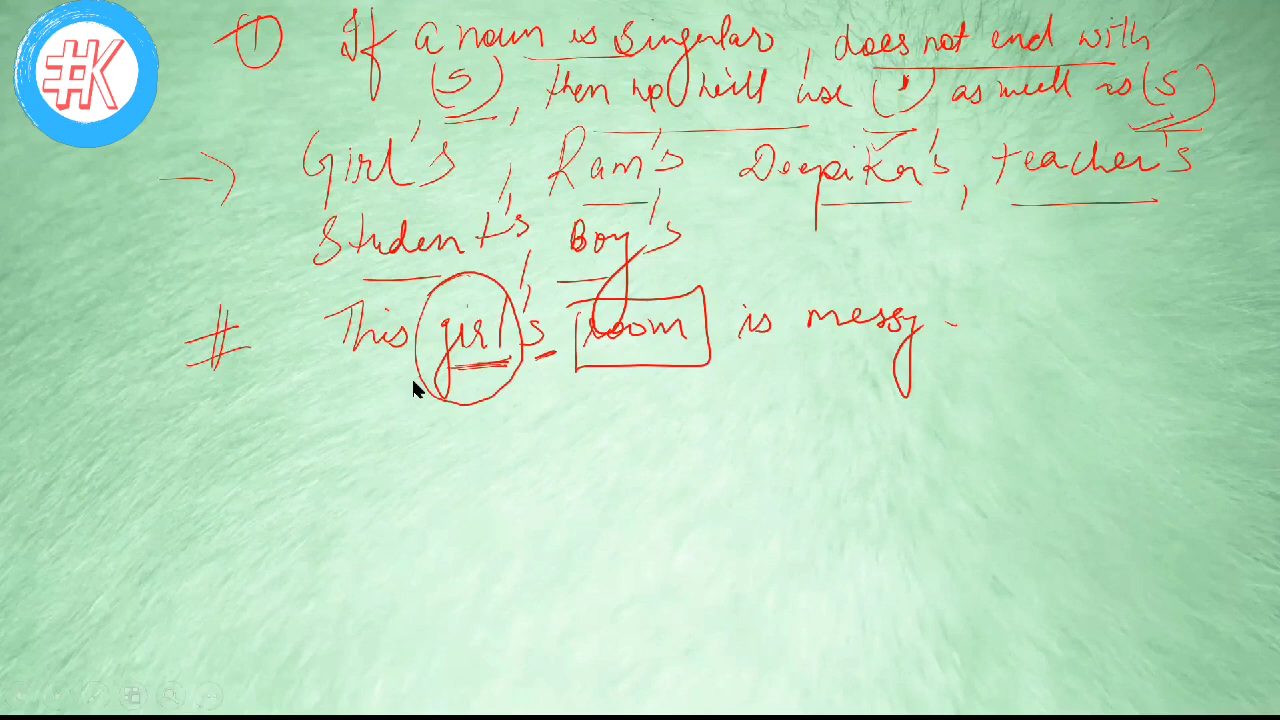 #K
① If a noun is singular, does not end with
(s), then we will use (') as well as (s)
→ Girl's, Ram's Deepika's, teacher's
Student's, Boy's
# This girl's room is messy.